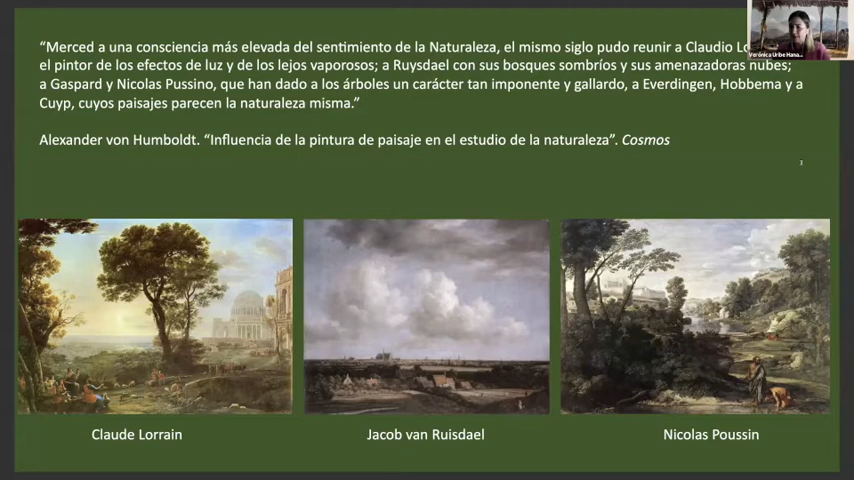 “Merced a una consciencia más elevada del sentimiento de la Naturaleza, el mismo siglo pudo reunir a Claudio
el pintor de los efectos de luz y de los lejos vaporosos; a Ruysdael con sus bosques sombríos y sus amenazadoras nubes;
a Gaspard y Nicolas Pussino, que han dado a los árboles un carácter tan imponente y gallardo, a Everdingen, Hobbema y a
Cuyp, cuyos paisajes parecen la naturaleza misma.”
Alexander von Humboldt. “Influencia de la pintura de paisaje en el estudio de la naturaleza”. Cosmos
Verónica Uribe Hana...
3
Claude Lorrain
Jacob van Ruisdael
Nicolas Poussin